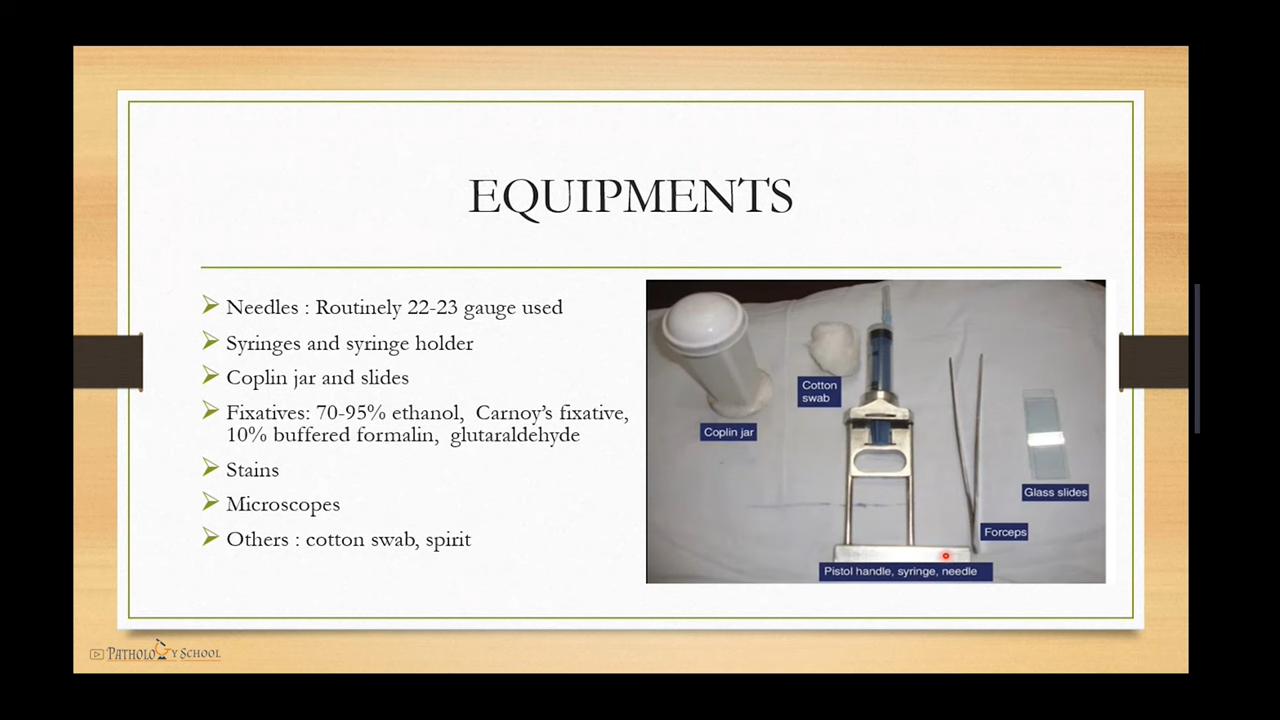 EQUIPMENTS
Needles : Routinely 22-23 gauge used
Syringes and syringe holder
Coplin jar and slides
Fixatives: 70-95% ethanol, Carnoy's fixative,
10% buffered formalin, glutaraldehyde
Stains
Microscopes
Others : cotton swab, spirit
Cotton
swab
Coplin jar
Glass slides
Forceps
Pistol handle, syringe, needle
PATHOLOGY SCHOOL